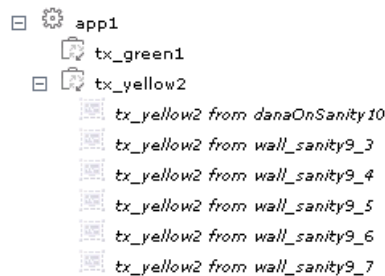 app1
tx_green1
tx_yellow2
tx_yellow2 from danaOnSanity10
tx_yellow2 from wall_sanity9_3
tx_yellow2 from wall_sanity9_4
tx_yellow2 from wall_sanity9_5
tx_yellow2 from wall_sanity9_6
tx_yellow2 from wall_sanity9_7